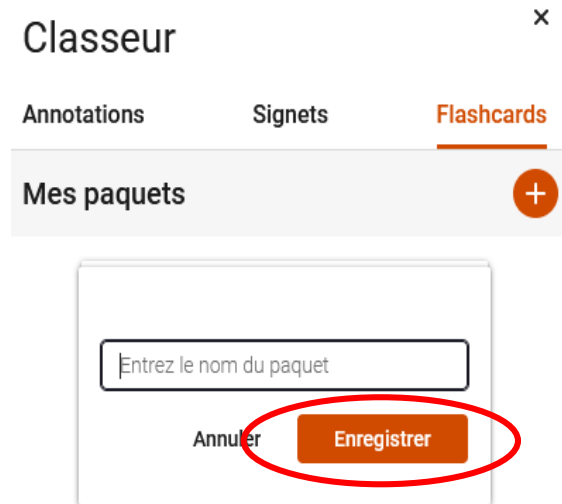 Classeur
Annotations Signets Flashcards
Mes paquets
Entrez le nom du paquet
Annuler Enregistrer